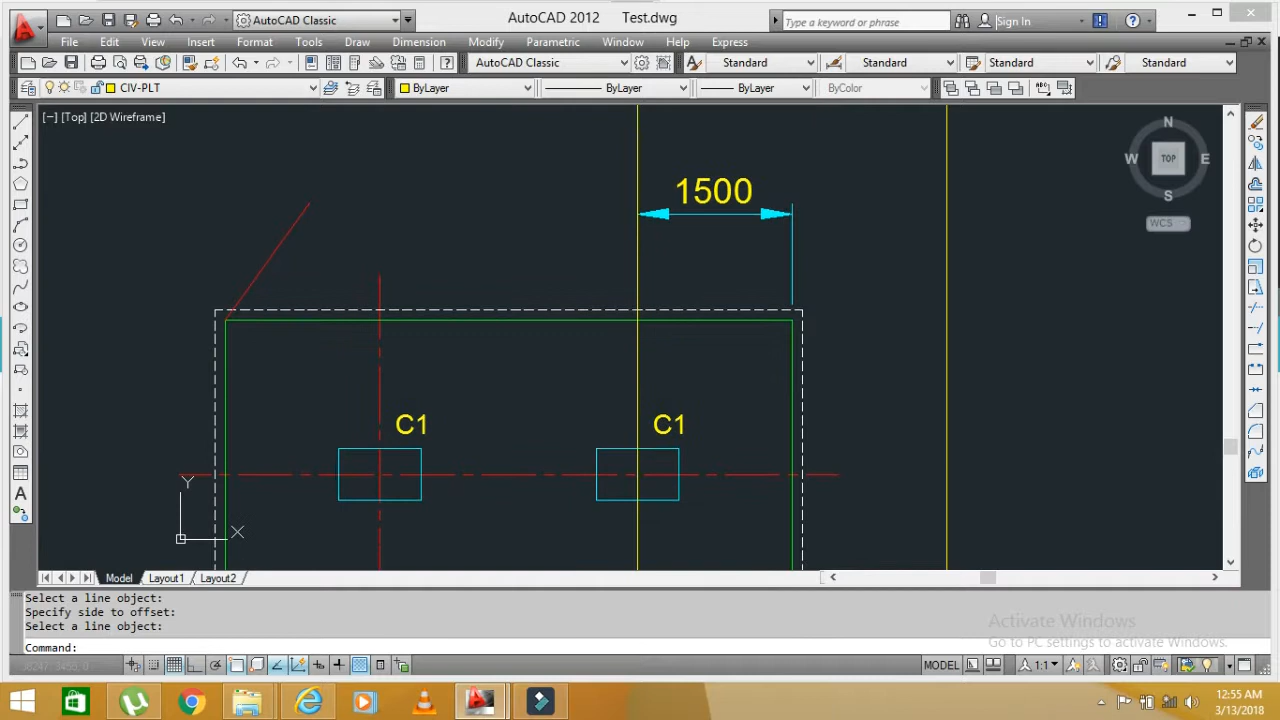 AutoCAD Classic
AutoCAD 2012 Test.dwg
Type a keyword or phrase
Sign In
File Edit View Insert Format Tools Draw Dimension Modify Parametric Window Help Express
AutoCAD Classic
Standard
Standard
Standard
Standard
CIV-PLT
ByLayer
ByLayer
ByLayer
ByColor
[−] [Top] [2D Wireframe]
N
W TOP E
S
WCS
1500
C1 C1
Y
X
Model Layout1 Layout2
Select a line object:
Specify side to offset:
Select a line object:
Command:
Activate Windows
Go to PC settings to activate Windows.
MODEL
1:1
12:55 AM
3/13/2018